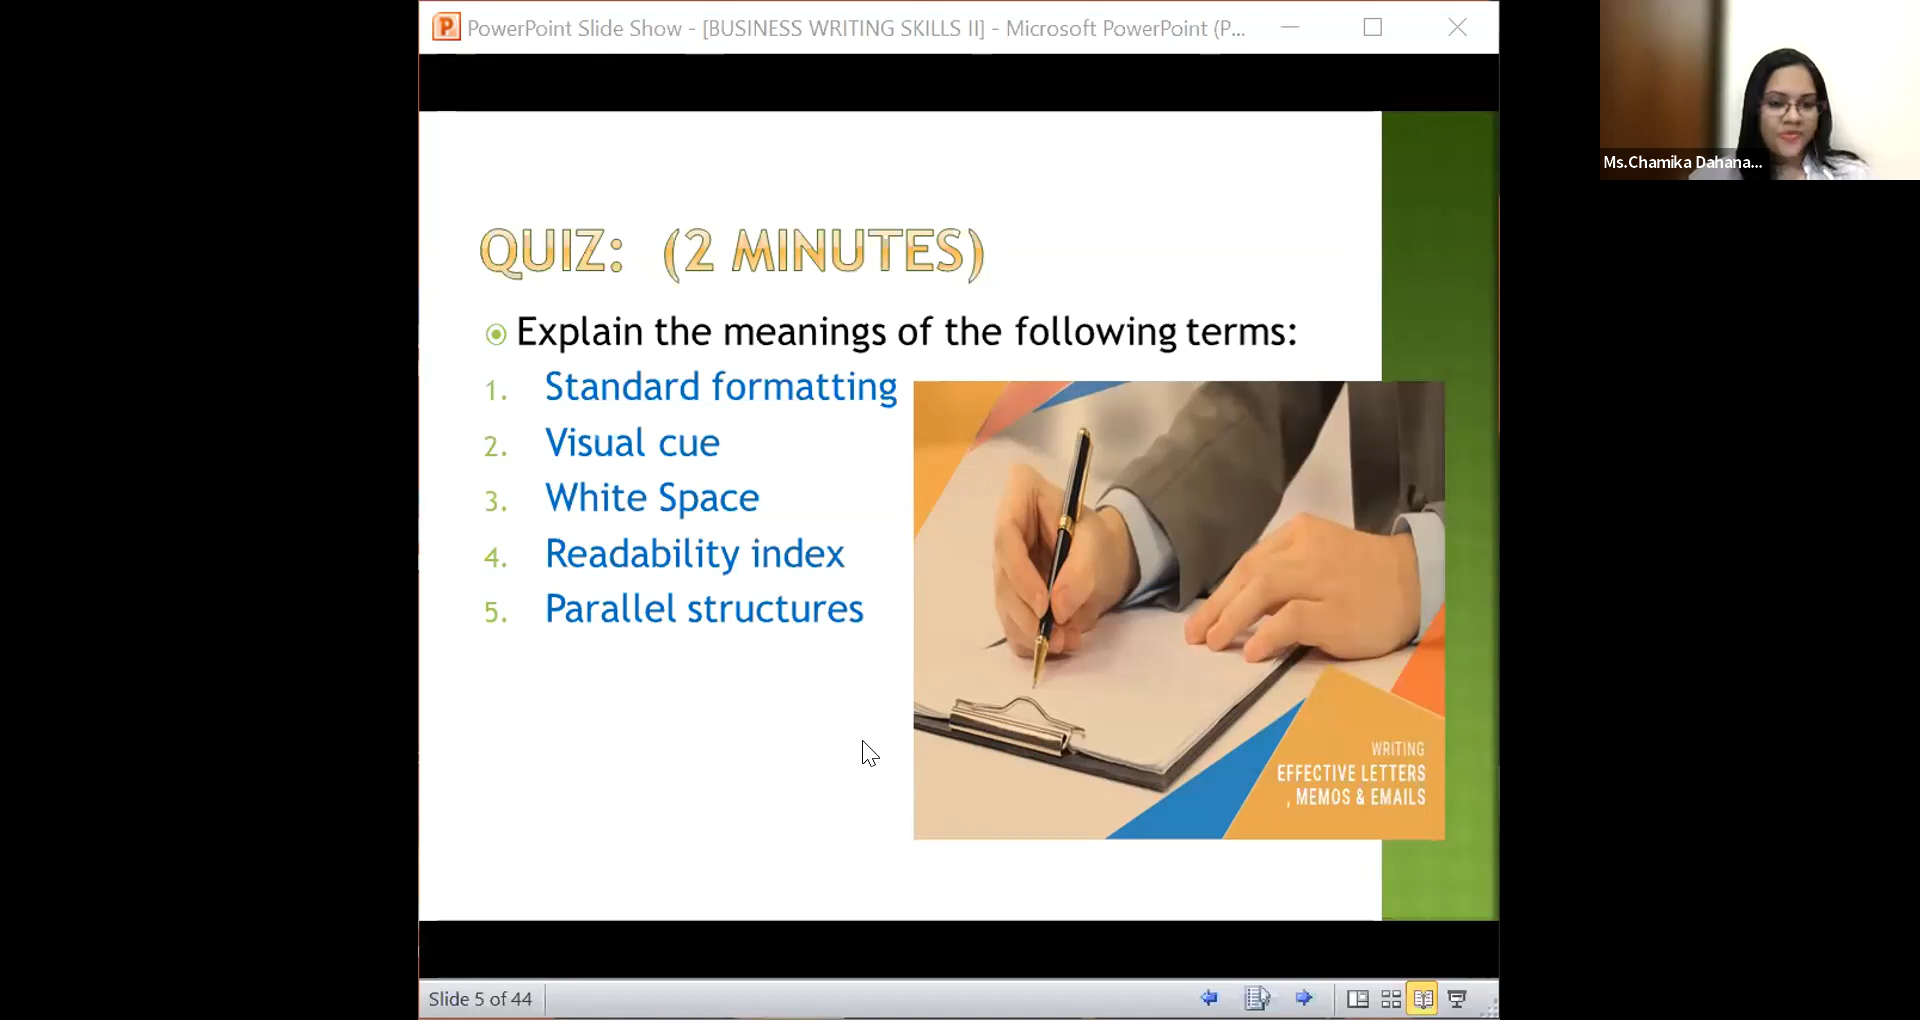 PowerPoint Slide Show - [BUSINESS WRITING SKILLS II] - Microsoft PowerPoint (P...
Ms.Chamika Dahana...
QUIZ: (2 MINUTES)
Explain the meanings of the following terms:
1. Standard formatting
2. Visual cue
3. White Space
4. Readability index
5. Parallel structures
WRITING
EFFECTIVE LETTERS
, MEMOS & EMAILS
Slide 5 of 44